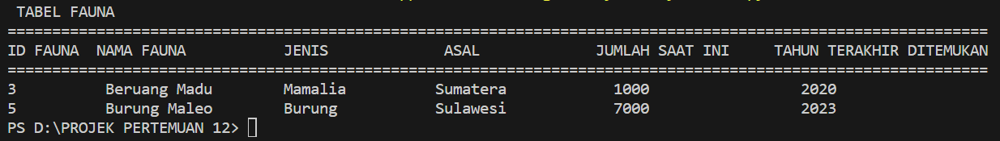 TABEL FAUNA
==============================================================================================================
ID FAUNA  NAMA FAUNA           JENIS             ASAL             JUMLAH SAAT INI     TAHUN TERAKHIR DITEMUKAN
==============================================================================================================
3          Beruang Madu        Mamalia          Sumatera            1000                 2020
5          Burung Maleo        Burung           Sulawesi            7000                 2023
PS D:\PROJEK PERTEMUAN 12>